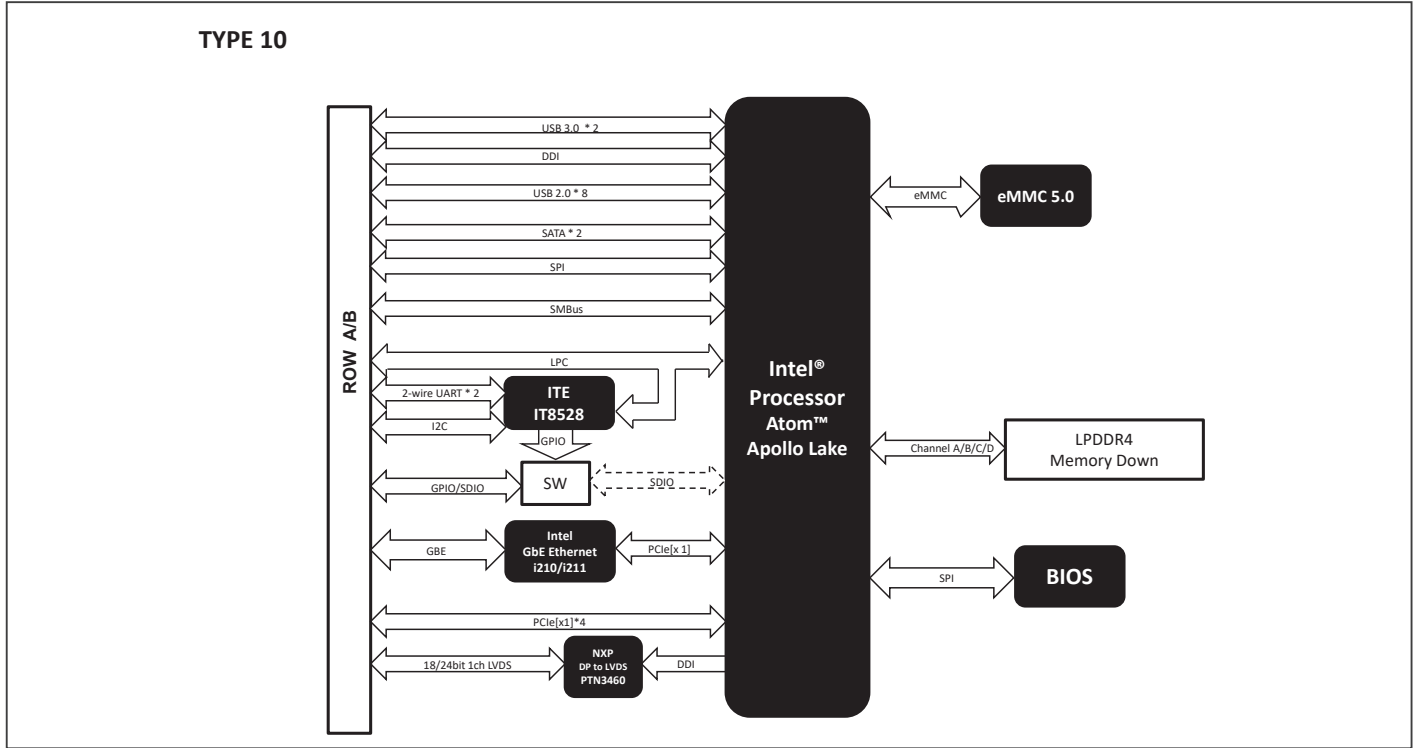 TYPE 10
ROW A/B
USB 3.0 * 2
DDI
USB 2.0 * 8
SATA * 2
SPI
SMBus
LPC
2-wire UART * 2
I2C
ITE
IT8528
GPIO
GPIO/SDIO
SW
SDIO
GBE
Intel
GbE Ethernet
i210/i211
PCIe[x 1]
PCIe[x1]*4
18/24bit 1ch LVDS
NXP
DP to LVDS
PTN3460
DDI
Intel®
Processor
Atom™
Apollo Lake
eMMC
eMMC 5.0
Channel A/B/C/D
LPDDR4
Memory Down
SPI
BIOS